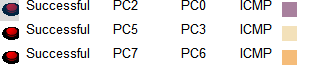 Successful PC2 PC0 ICMP
Successful PC5 PC3 ICMP
Successful PC7 PC6 ICMP